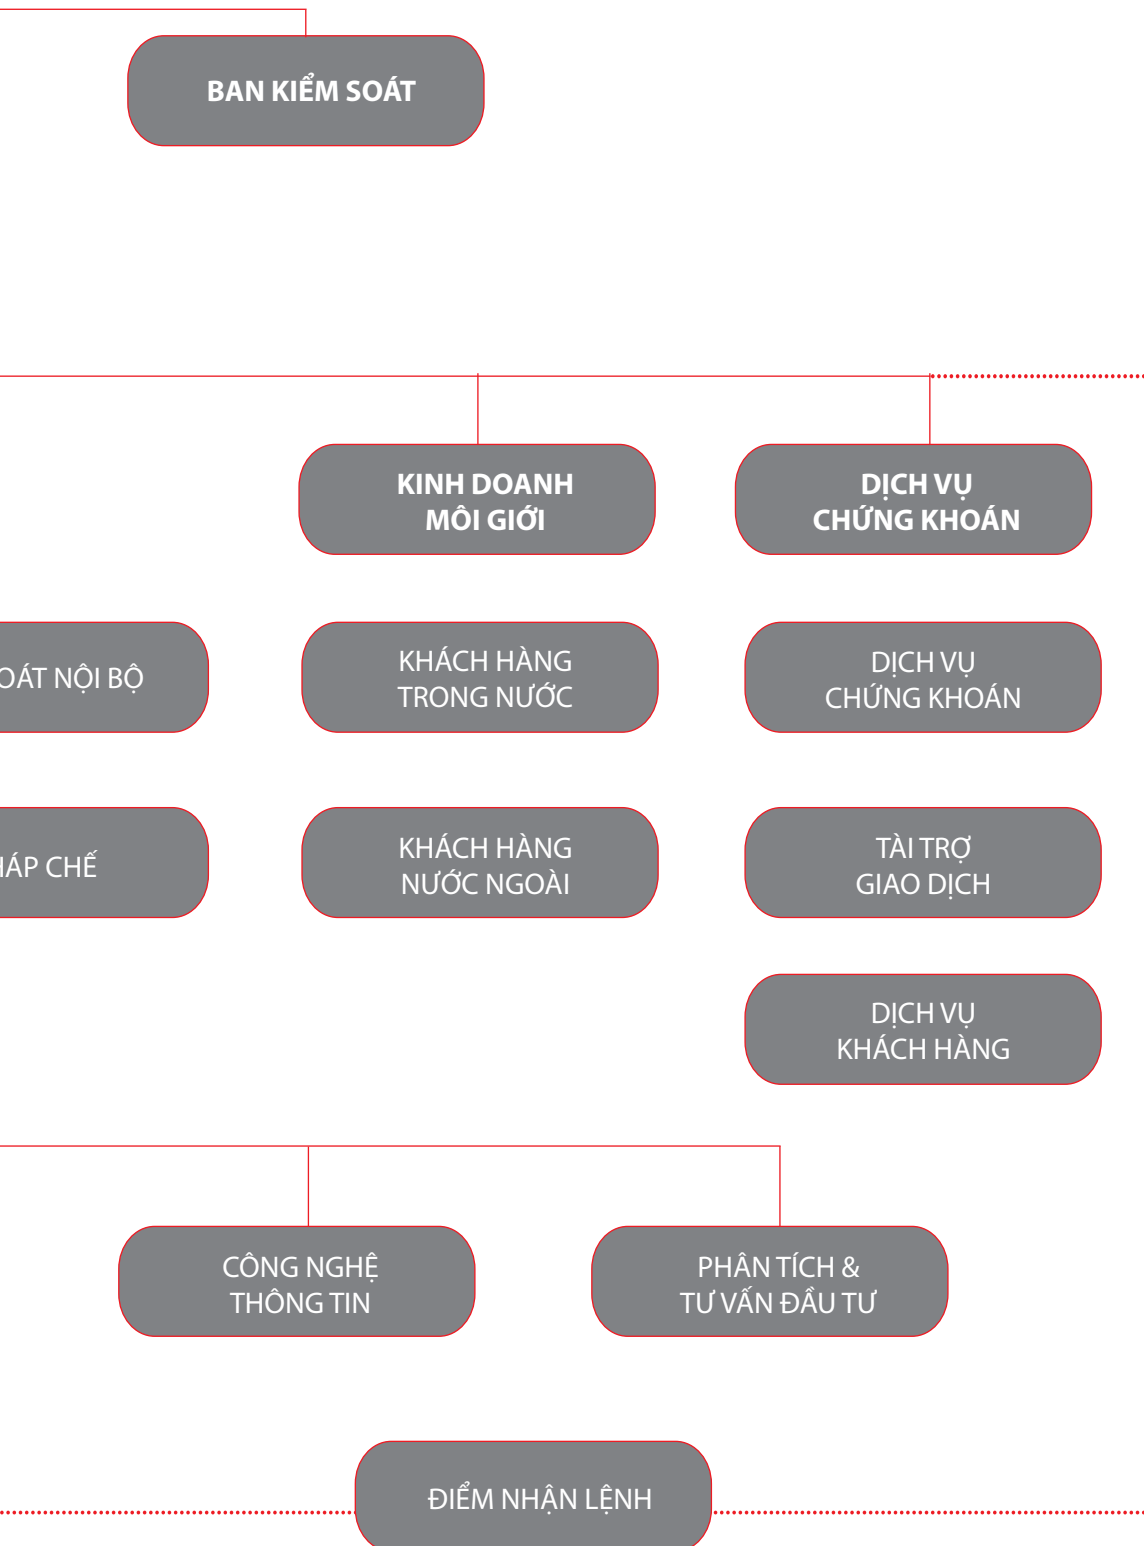 BAN KIỂM SOÁT
KINH DOANH
MÔI GIỚI
DỊCH VỤ
CHỨNG KHOÁN
OÁT NỘI BỘ
KHÁCH HÀNG
TRONG NƯỚC
DỊCH VỤ
CHỨNG KHOÁN
HÁP CHẾ
KHÁCH HÀNG
NƯỚC NGOÀI
TÀI TRỢ
GIAO DỊCH
DỊCH VỤ
KHÁCH HÀNG
CÔNG NGHỆ
THÔNG TIN
PHÂN TÍCH &
TƯ VẤN ĐẦU TƯ
ĐIỂM NHẬN LỆNH